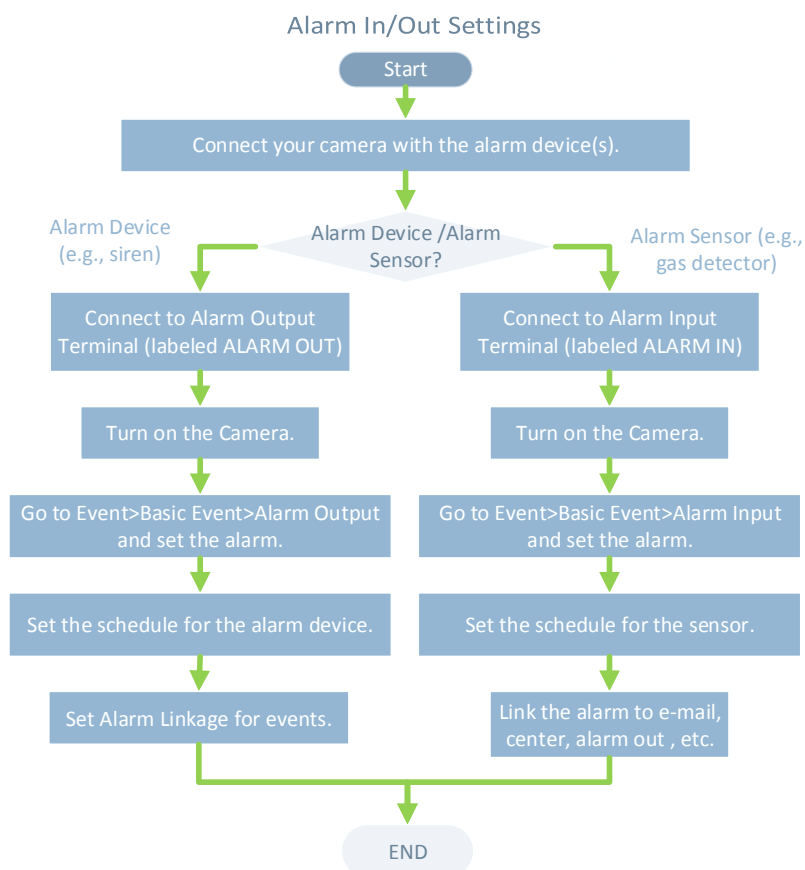 Alarm In/Out Settings
Start
Connect your camera with the alarm device(s).
Alarm Device /Alarm
Sensor?
Alarm Device
(e.g., siren)
Alarm Sensor (e.g.,
gas detector)
Connect to Alarm Output
Terminal (labeled ALARM OUT)
Turn on the Camera.
Go to Event>Basic Event>Alarm Output
and set the alarm.
Set the schedule for the alarm device.
Set Alarm Linkage for events.
Connect to Alarm Input
Terminal (labeled ALARM IN)
Turn on the Camera.
Go to Event>Basic Event>Alarm Input
and set the alarm.
Set the schedule for the sensor.
Link the alarm to e-mail,
center, alarm out , etc.
END